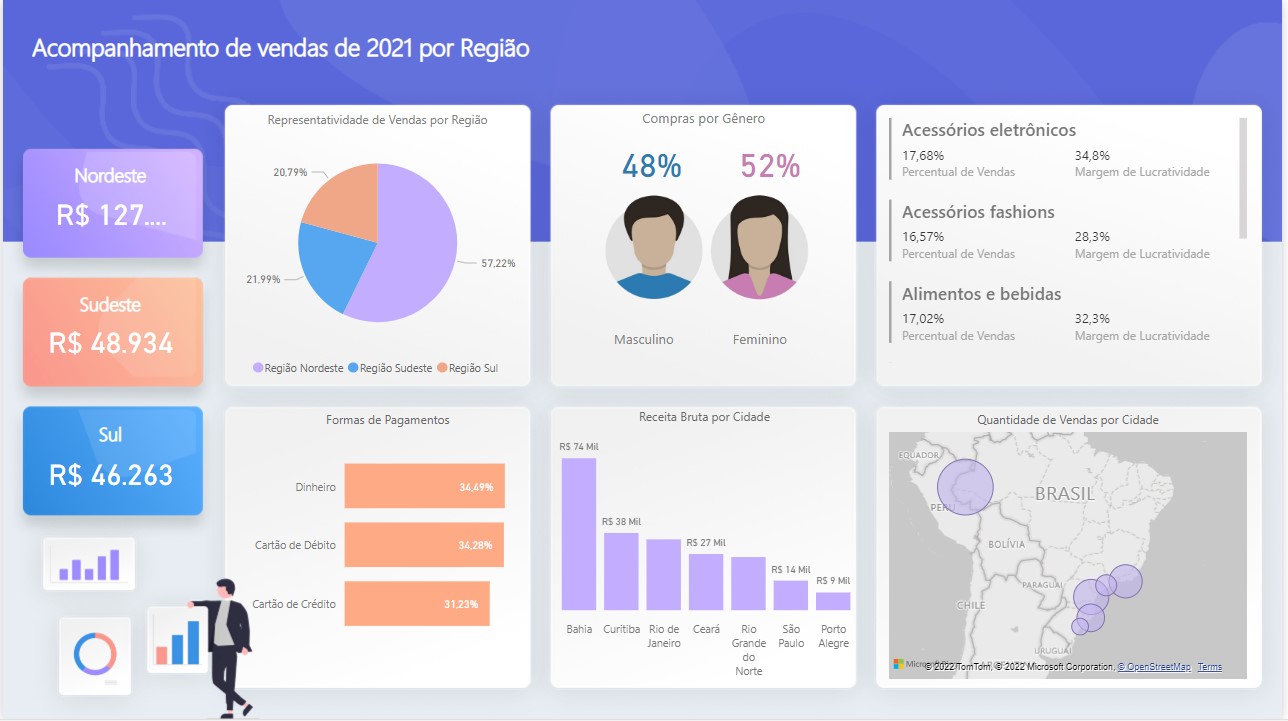 Acompanhamento de vendas de 2021 por Região
Nordeste
R$ 127....
Sudeste
R$ 48.934
Sul
R$ 46.263
Representatividade de Vendas por Região
20,79%
21,99%
57,22%
Região Nordeste Região Sudeste Região Sul
Compras por Gênero
48% 52%
Masculino Feminino
Acessórios eletrônicos
17,68% 34,8%
Percentual de Vendas Margem de Lucratividade
Acessórios fashions
16,57% 28,3%
Percentual de Vendas Margem de Lucratividade
Alimentos e bebidas
17,02% 32,3%
Percentual de Vendas Margem de Lucratividade
Formas de Pagamentos
Dinheiro 34,49%
Cartão de Débito 34,28%
Cartão de Crédito 31,23%
Receita Bruta por Cidade
R$ 74 Mil
R$ 38 Mil
R$ 27 Mil
R$ 14 Mil
R$ 9 Mil
Bahia
Curitiba
Rio de
Janeiro
Ceará
Rio
Grande
do
Norte
São
Paulo
Porto
Alegre
Quantidade de Vendas por Cidade
EQUADOR
BRASIL
PERU
BOLÍVIA
PARAGUAI
CHILE
URUGUAI
© 2022 TomTom, © 2022 Microsoft Corporation, © OpenStreetMap Terms